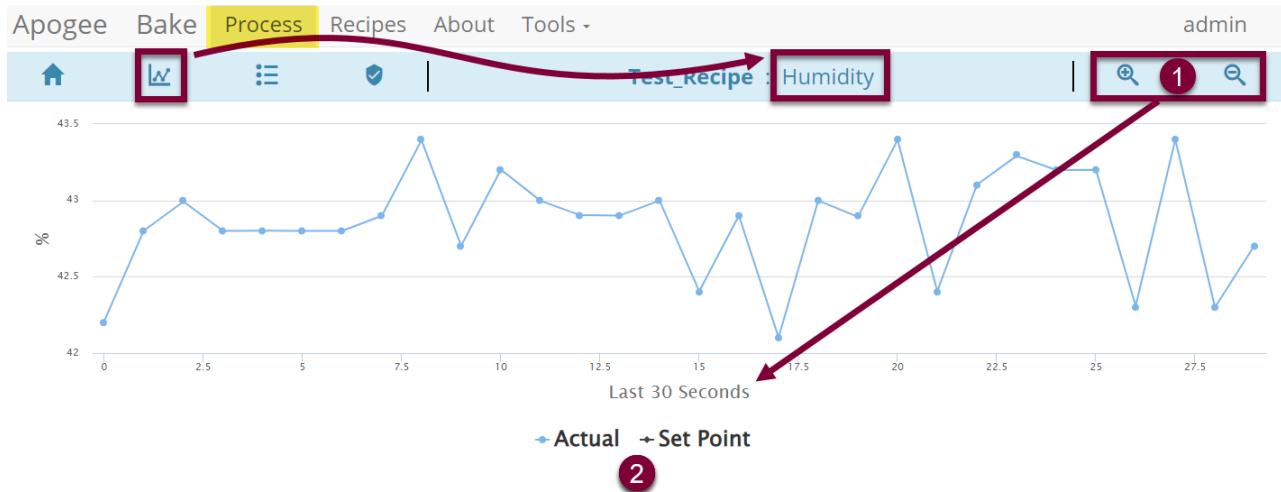 Apogee Bake Process Recipes About Tools admin
Test_Recipe : Humidity
1
43.5
43
%
42.5
42
0 2.5 5 7.5 10 12.5 15 17.5 20 22.5 25 27.5
Last 30 Seconds
Actual Set Point
2